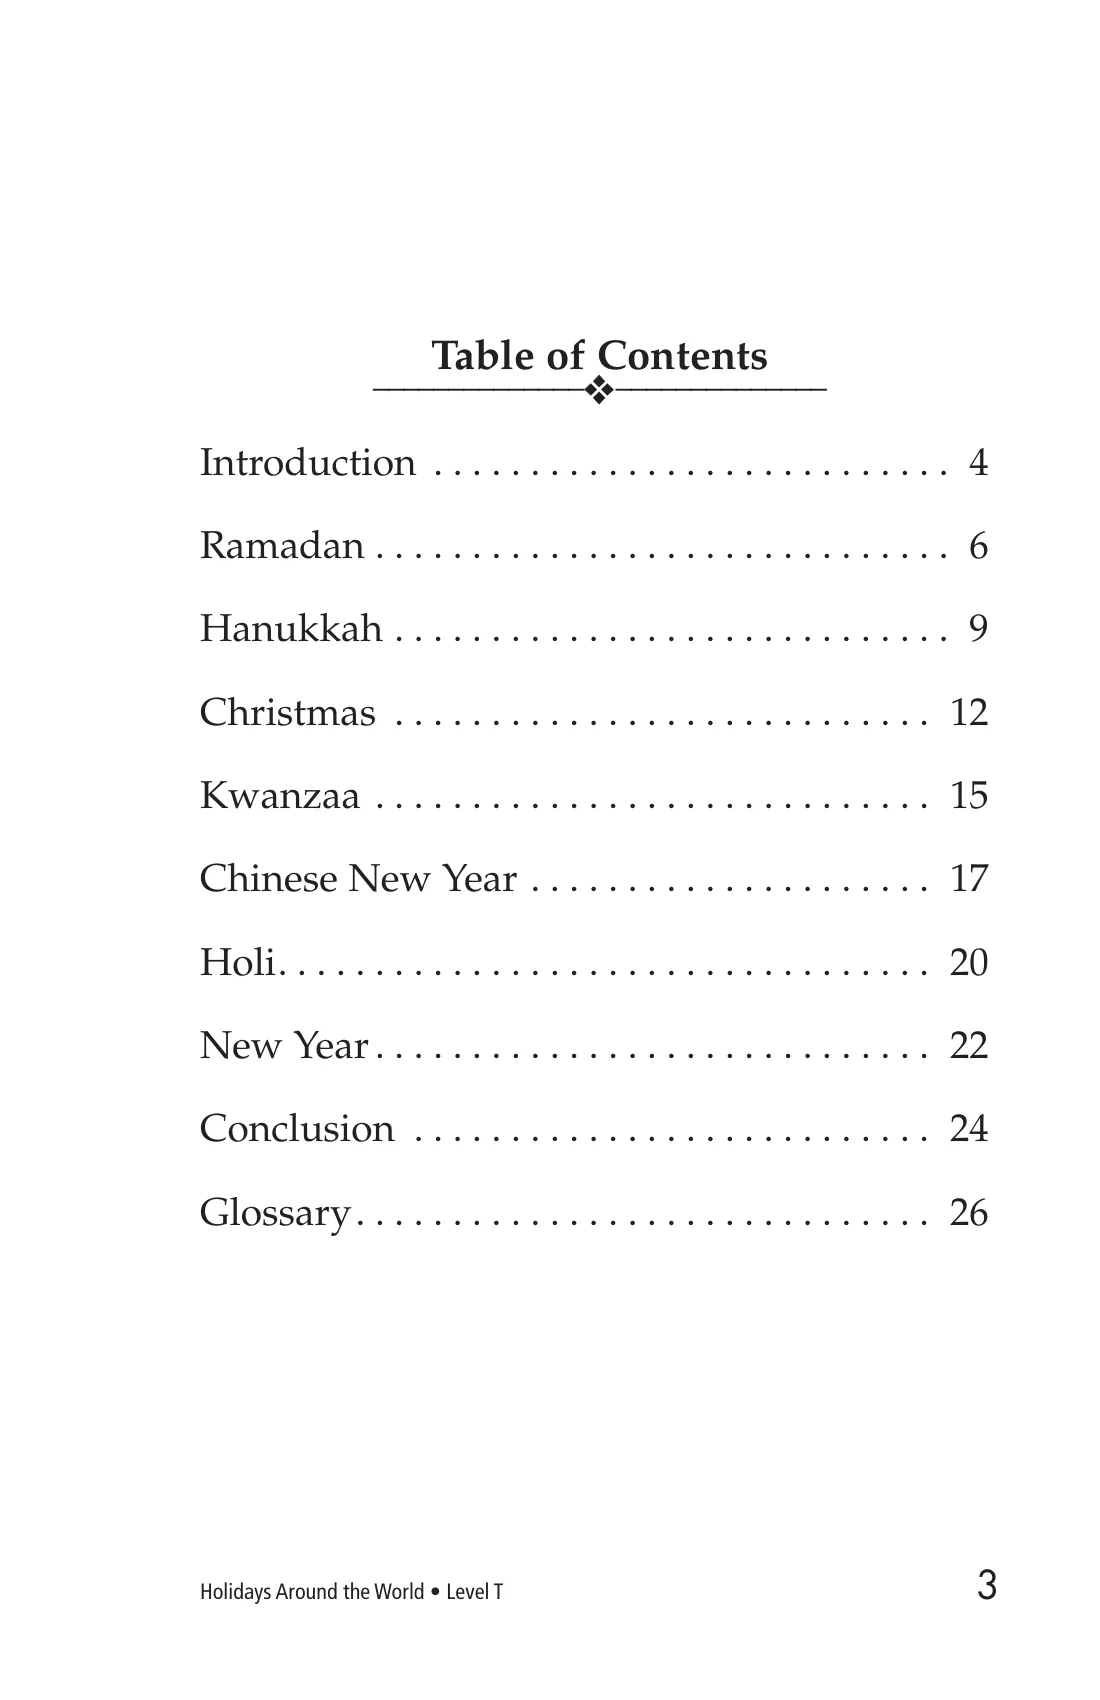 Table of Contents
Introduction . . . . . . . . . . . . . . . . . . . . . . . . . . . 4
Ramadan . . . . . . . . . . . . . . . . . . . . . . . . . . . . . . 6
Hanukkah . . . . . . . . . . . . . . . . . . . . . . . . . . . . . 9
Christmas . . . . . . . . . . . . . . . . . . . . . . . . . . . . 12
Kwanzaa . . . . . . . . . . . . . . . . . . . . . . . . . . . . . 15
Chinese New Year . . . . . . . . . . . . . . . . . . . . . 17
Holi. . . . . . . . . . . . . . . . . . . . . . . . . . . . . . . . . . 20
New Year . . . . . . . . . . . . . . . . . . . . . . . . . . . . . 22
Conclusion . . . . . . . . . . . . . . . . . . . . . . . . . . . 24
Glossary . . . . . . . . . . . . . . . . . . . . . . . . . . . . . . 26
Holidays Around the World • Level T 3